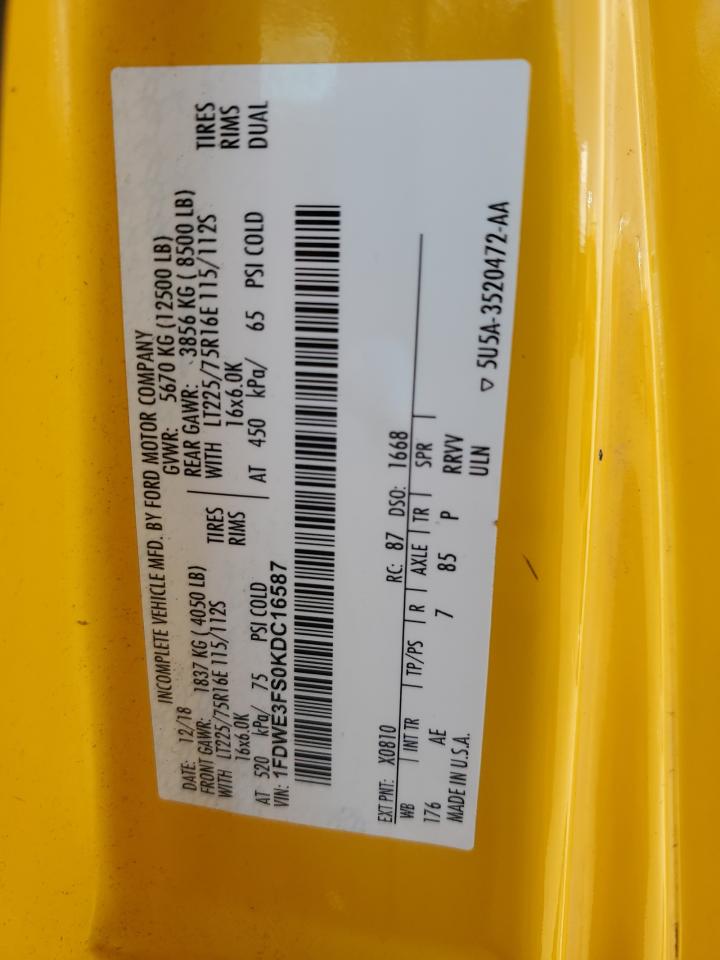 INCOMPLETE VEHICLE MFD. BY FORD MOTOR COMPANY
DATE: 12/18 GVWR: 5670 KG (12500 LB)
FRONT GAWR: 1837 KG (4050 LB) REAR GAWR: 3856 KG (8500 LB)
WITH LT225/75R16E 115/112S TIRES WITH LT225/75R16E 115/112S TIRES
16x6.0K RIMS 16x6.0K RIMS
AT 520 kPa/ 75 PSI COLD AT 450 kPa/ 65 PSI COLD DUAL
VIN: 1FDWE3FS0KDC16587
EXT PNT: X0810 RC: 87 DSO: 1668
WB INT TR TP/PS R AXLE TR SPR
176 AE 7 85 P RRVV
MADE IN U.S.A. ULN
▽ 5U5A-3520472-AA